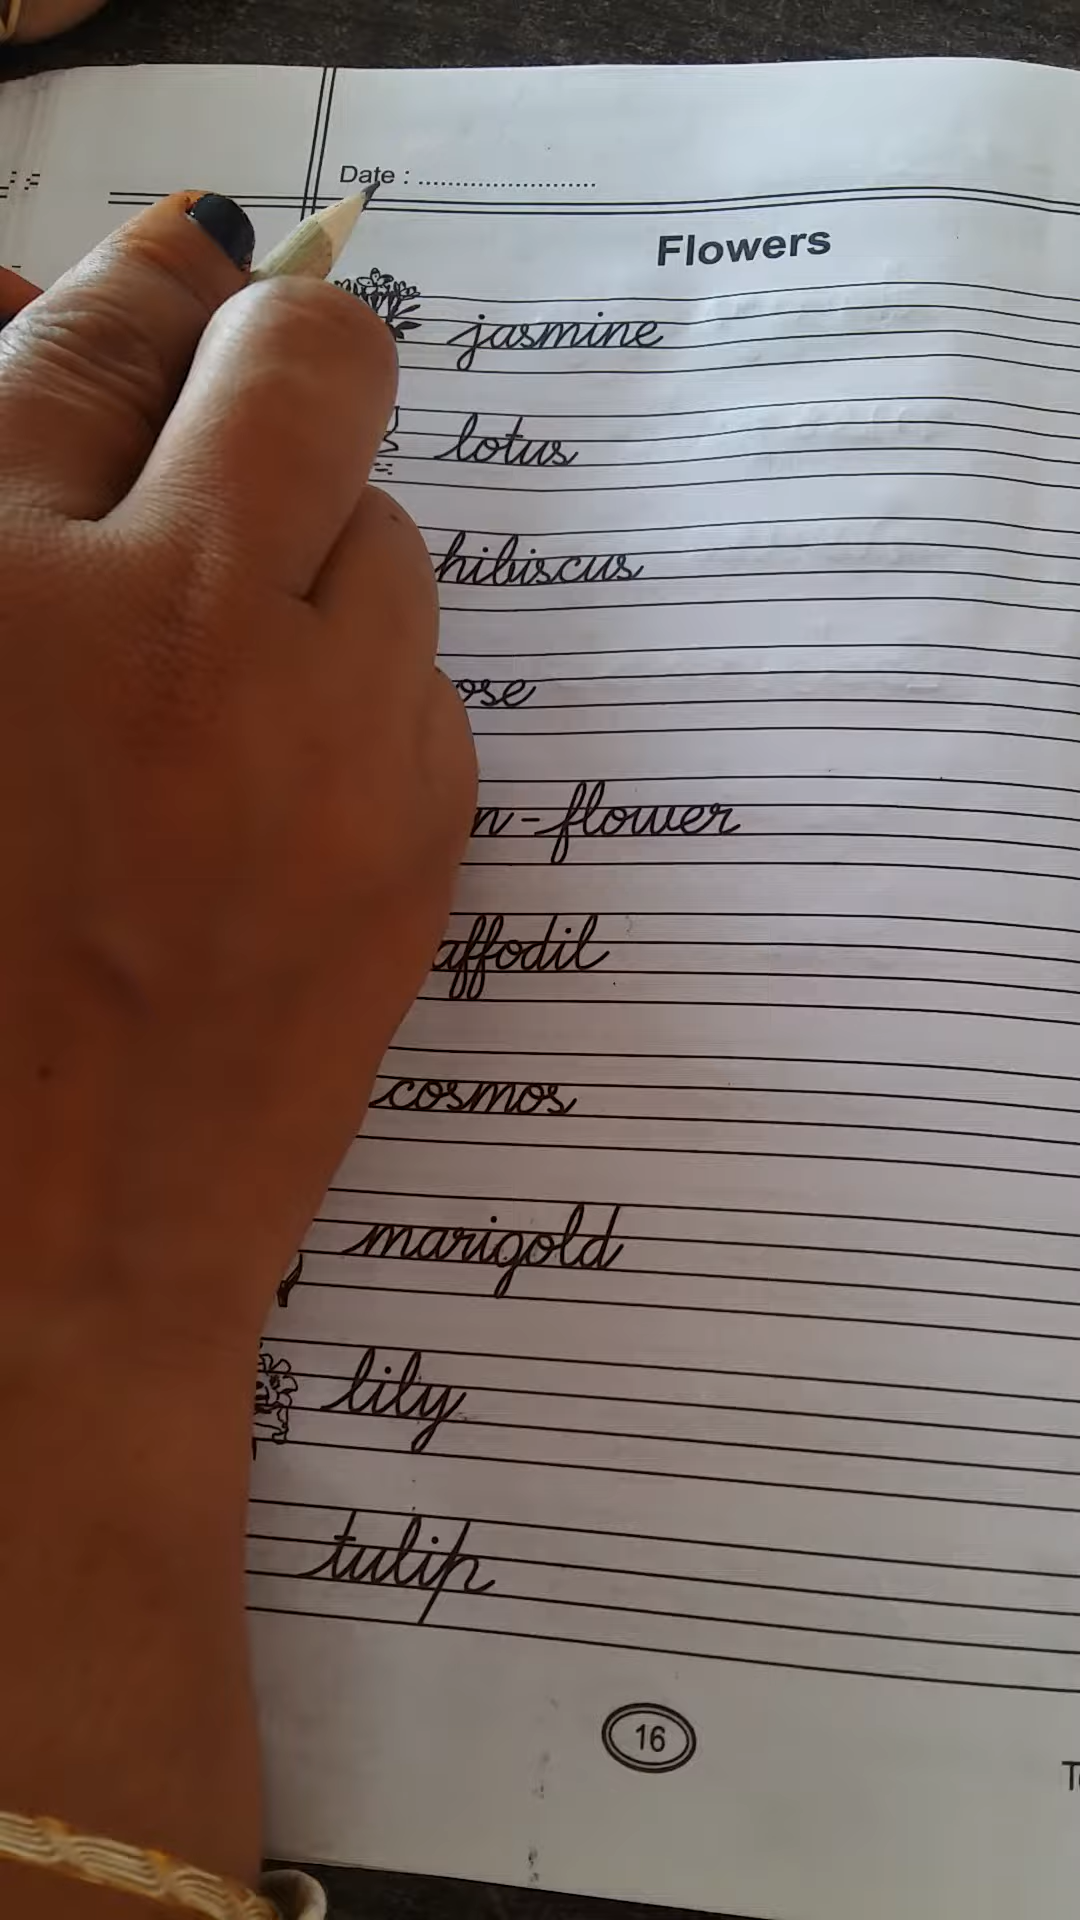 Date : ........................
Flowers
jasmine
lotus
hibiscus
ose
n-flower
affodil
cosmos
marigold
lily
tulip
16